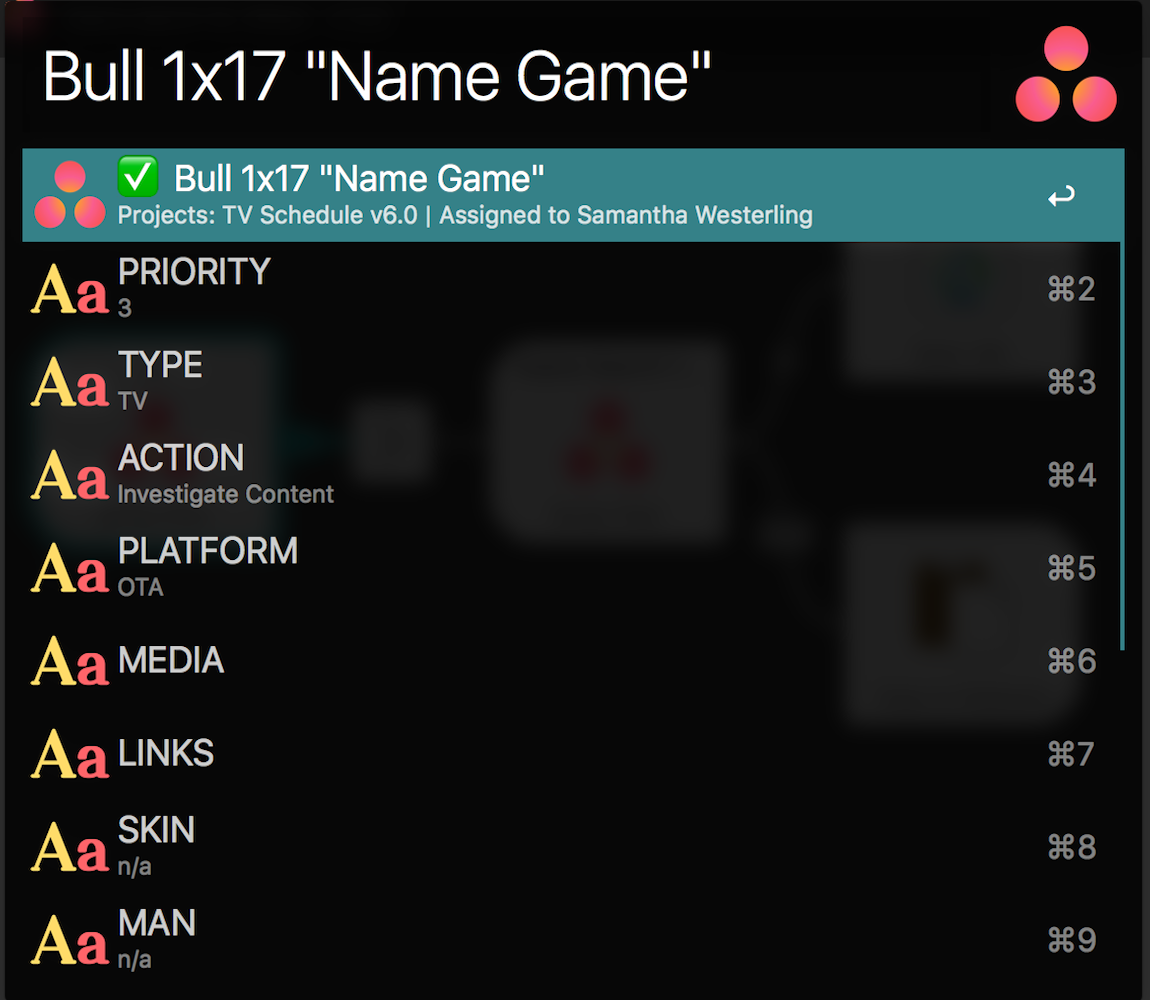 Bull 1x17 "Name Game"
✅ Bull 1x17 "Name Game"
Projects: TV Schedule v6.0 | Assigned to Samantha Westerling
↩
Aa PRIORITY
3
⌘2
Aa TYPE
TV
⌘3
Aa ACTION
Investigate Content
⌘4
Aa PLATFORM
OTA
⌘5
Aa MEDIA
⌘6
Aa LINKS
⌘7
Aa SKIN
n/a
⌘8
Aa MAN
n/a
⌘9